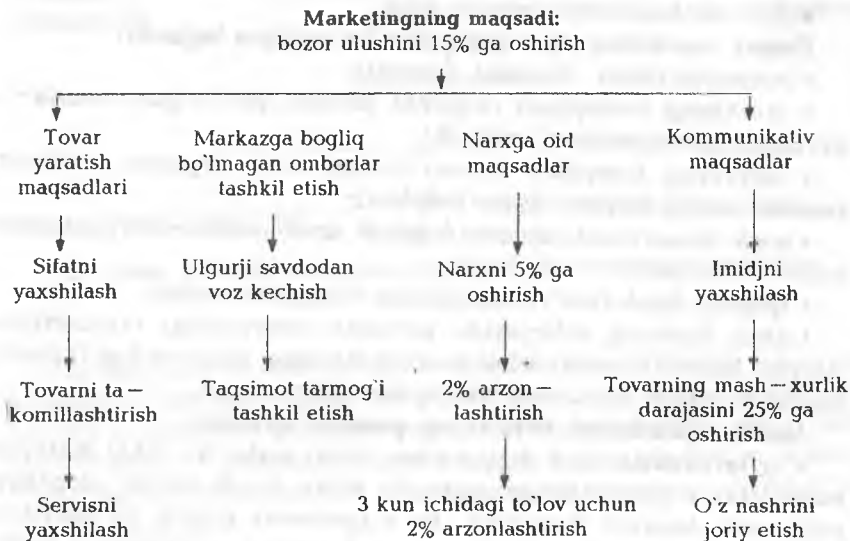 Marketingning maqsadi:
bozor ulushini 15% ga oshirish
Tovar
yaratish
maqsadlari
Markazga bogliq
bo`lmagan omborlar
tashkil etish
Narxga oid
maqsadlar
Kommunikativ
maqsadlar
Sifatni
yaxshilash
Ulgurji savdodan
voz kechish
Narxni 5% ga
oshirish
Imidjni
yaxshilash
Tovarni ta—
komillashtirish
Taqsimot tarmog`i
tashkil etish
2% arzon—
lashtirish
Tovarning mash—xurlik
darajasini 25% ga
oshirish
Servisni
yaxshilash
3 kun ichidagi to`lov uchun
2% arzonlashtirish
O`z nashrini
joriy etish